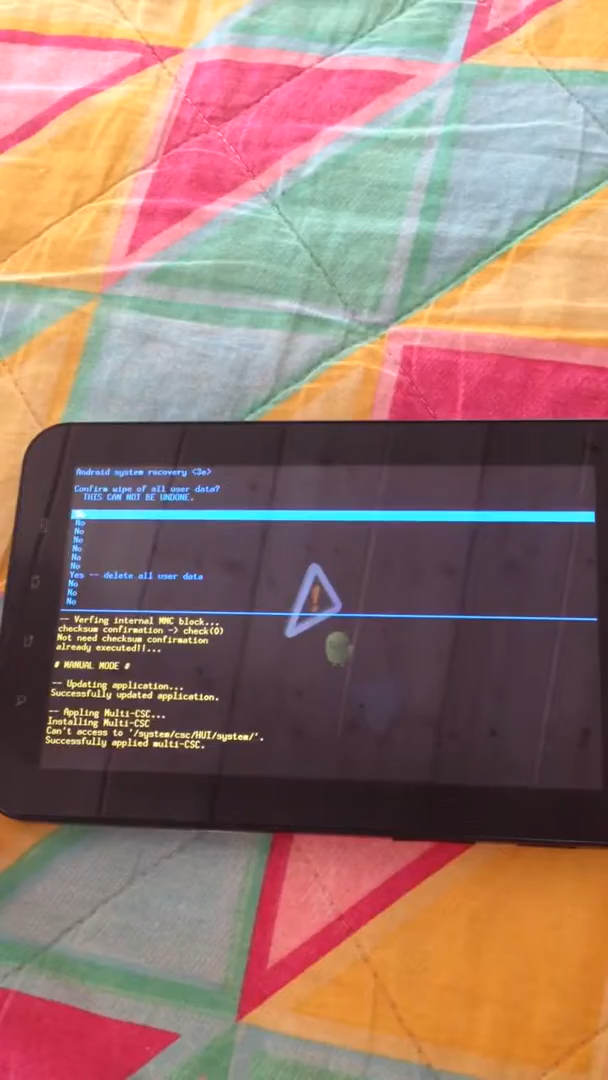 Android system recovery <3e>
Confirm wipe of all user data?
THIS CAN NOT BE UNDONE.
No
No
No
No
No
No
No
Yes -- delete all user data
No
No
No
-- Verfing internal MMC block...
checksum confirmation -> check(0)
Not need checksum confirmation
already executed!!...
# MANUAL MODE #
-- Updating application...
Successfully updated application.
-- Appling Multi-CSC...
Installing Multi-CSC
Can't access to '/system/csc/HUI/system/'.
Successfully applied multi-CSC.